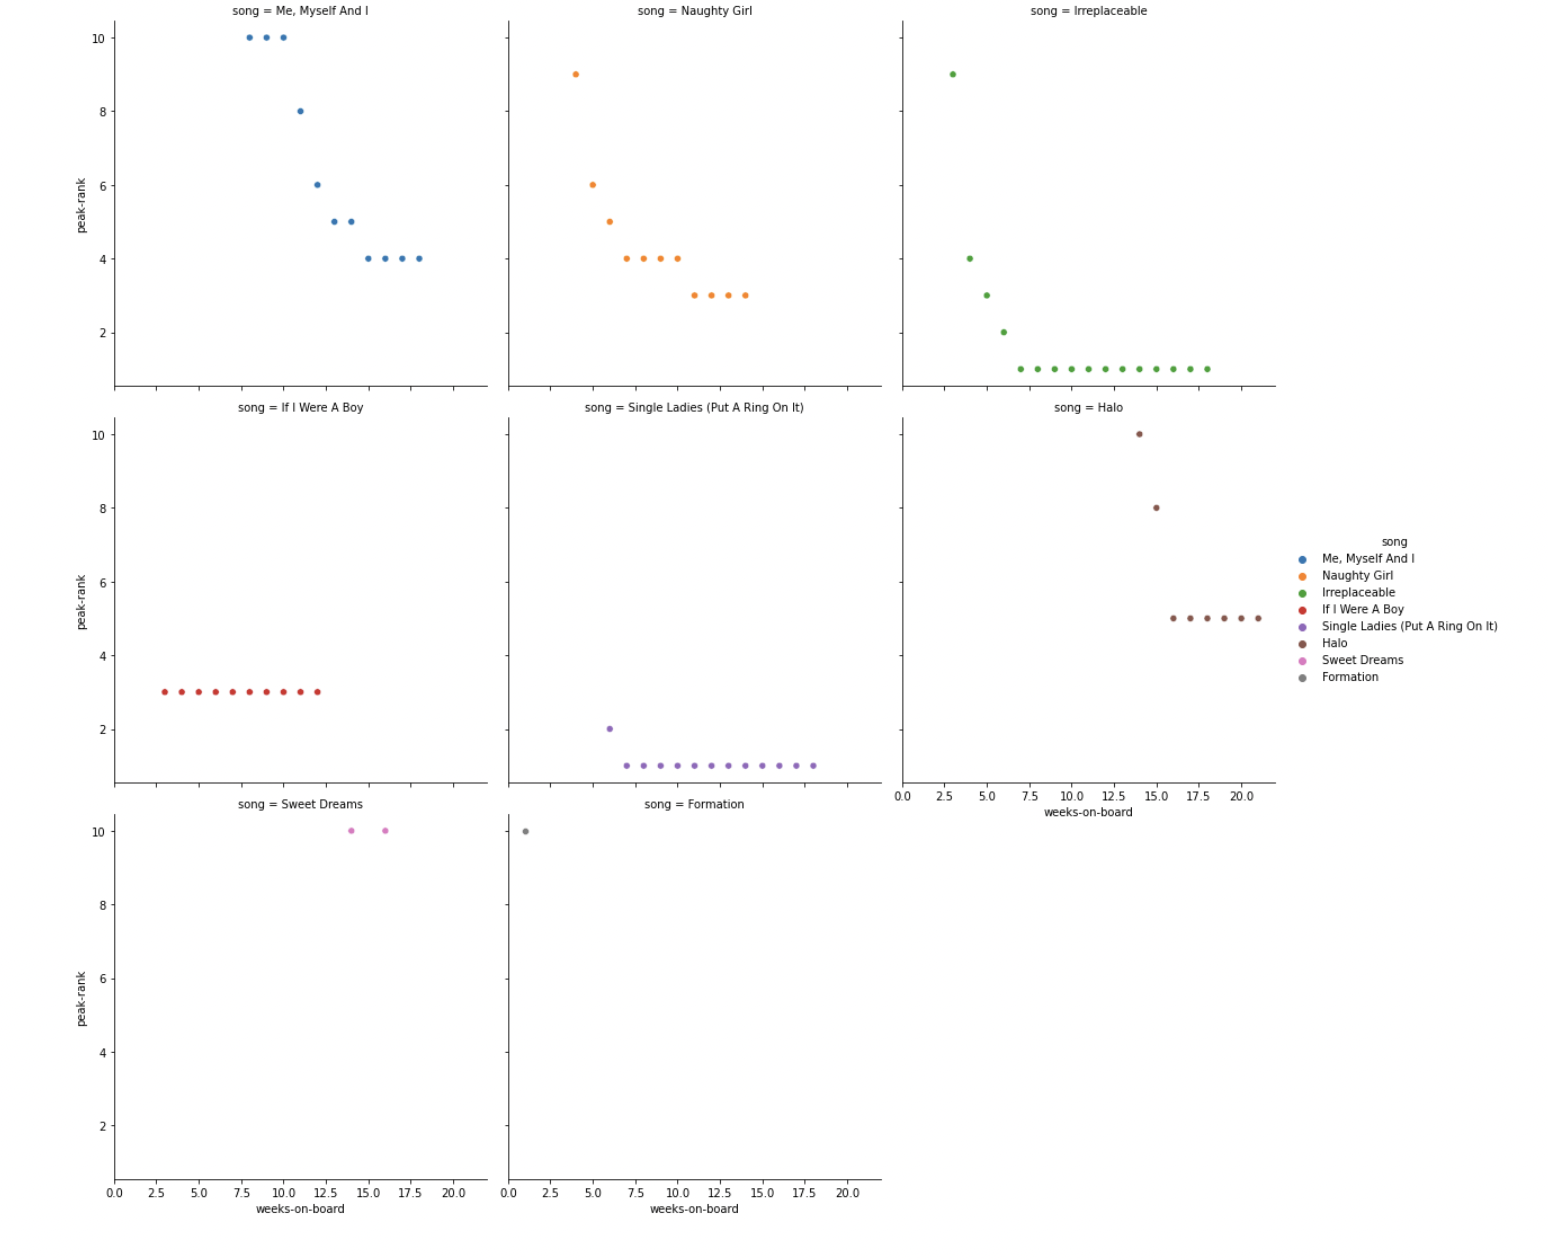 song = Me, Myself And I
song = Naughty Girl
song = Irreplaceable
10
8
6
4
2
peak-rank
song = If I Were A Boy
song = Single Ladies (Put A Ring On It)
song = Halo
10
8
6
4
2
peak-rank
0.0 2.5 5.0 7.5 10.0 12.5 15.0 17.5 20.0
weeks-on-board
song
Me, Myself And I
Naughty Girl
Irreplaceable
If I Were A Boy
Single Ladies (Put A Ring On It)
Halo
Sweet Dreams
Formation
song = Sweet Dreams
song = Formation
10
8
6
4
2
peak-rank
0.0 2.5 5.0 7.5 10.0 12.5 15.0 17.5 20.0
weeks-on-board
0.0 2.5 5.0 7.5 10.0 12.5 15.0 17.5 20.0
weeks-on-board